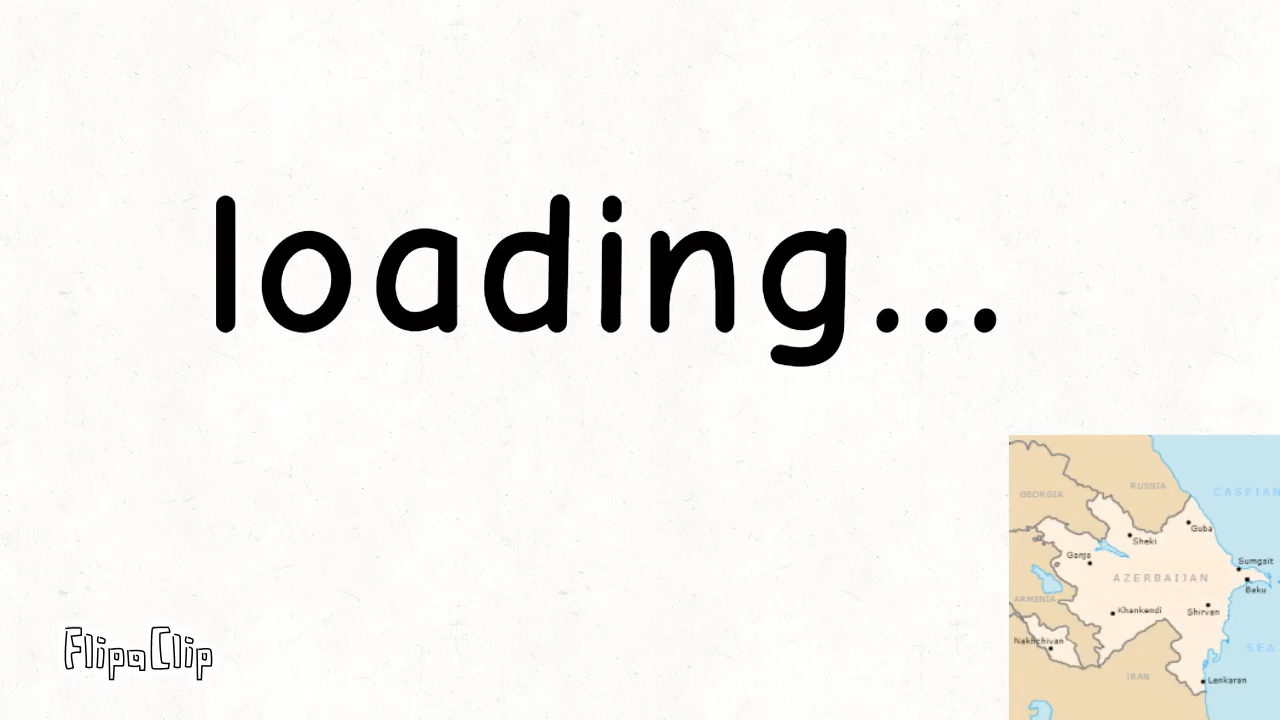 loading...
RUSSIA
GEORGIA
CASPIAN
Guba
Sheki
Ganja
Sumgait
AZERBAIJAN
Baku
ARMENIA
Khankendi
Shirvan
Nakhchivan
SEA
IRAN
Lenkaran
FlipaClip